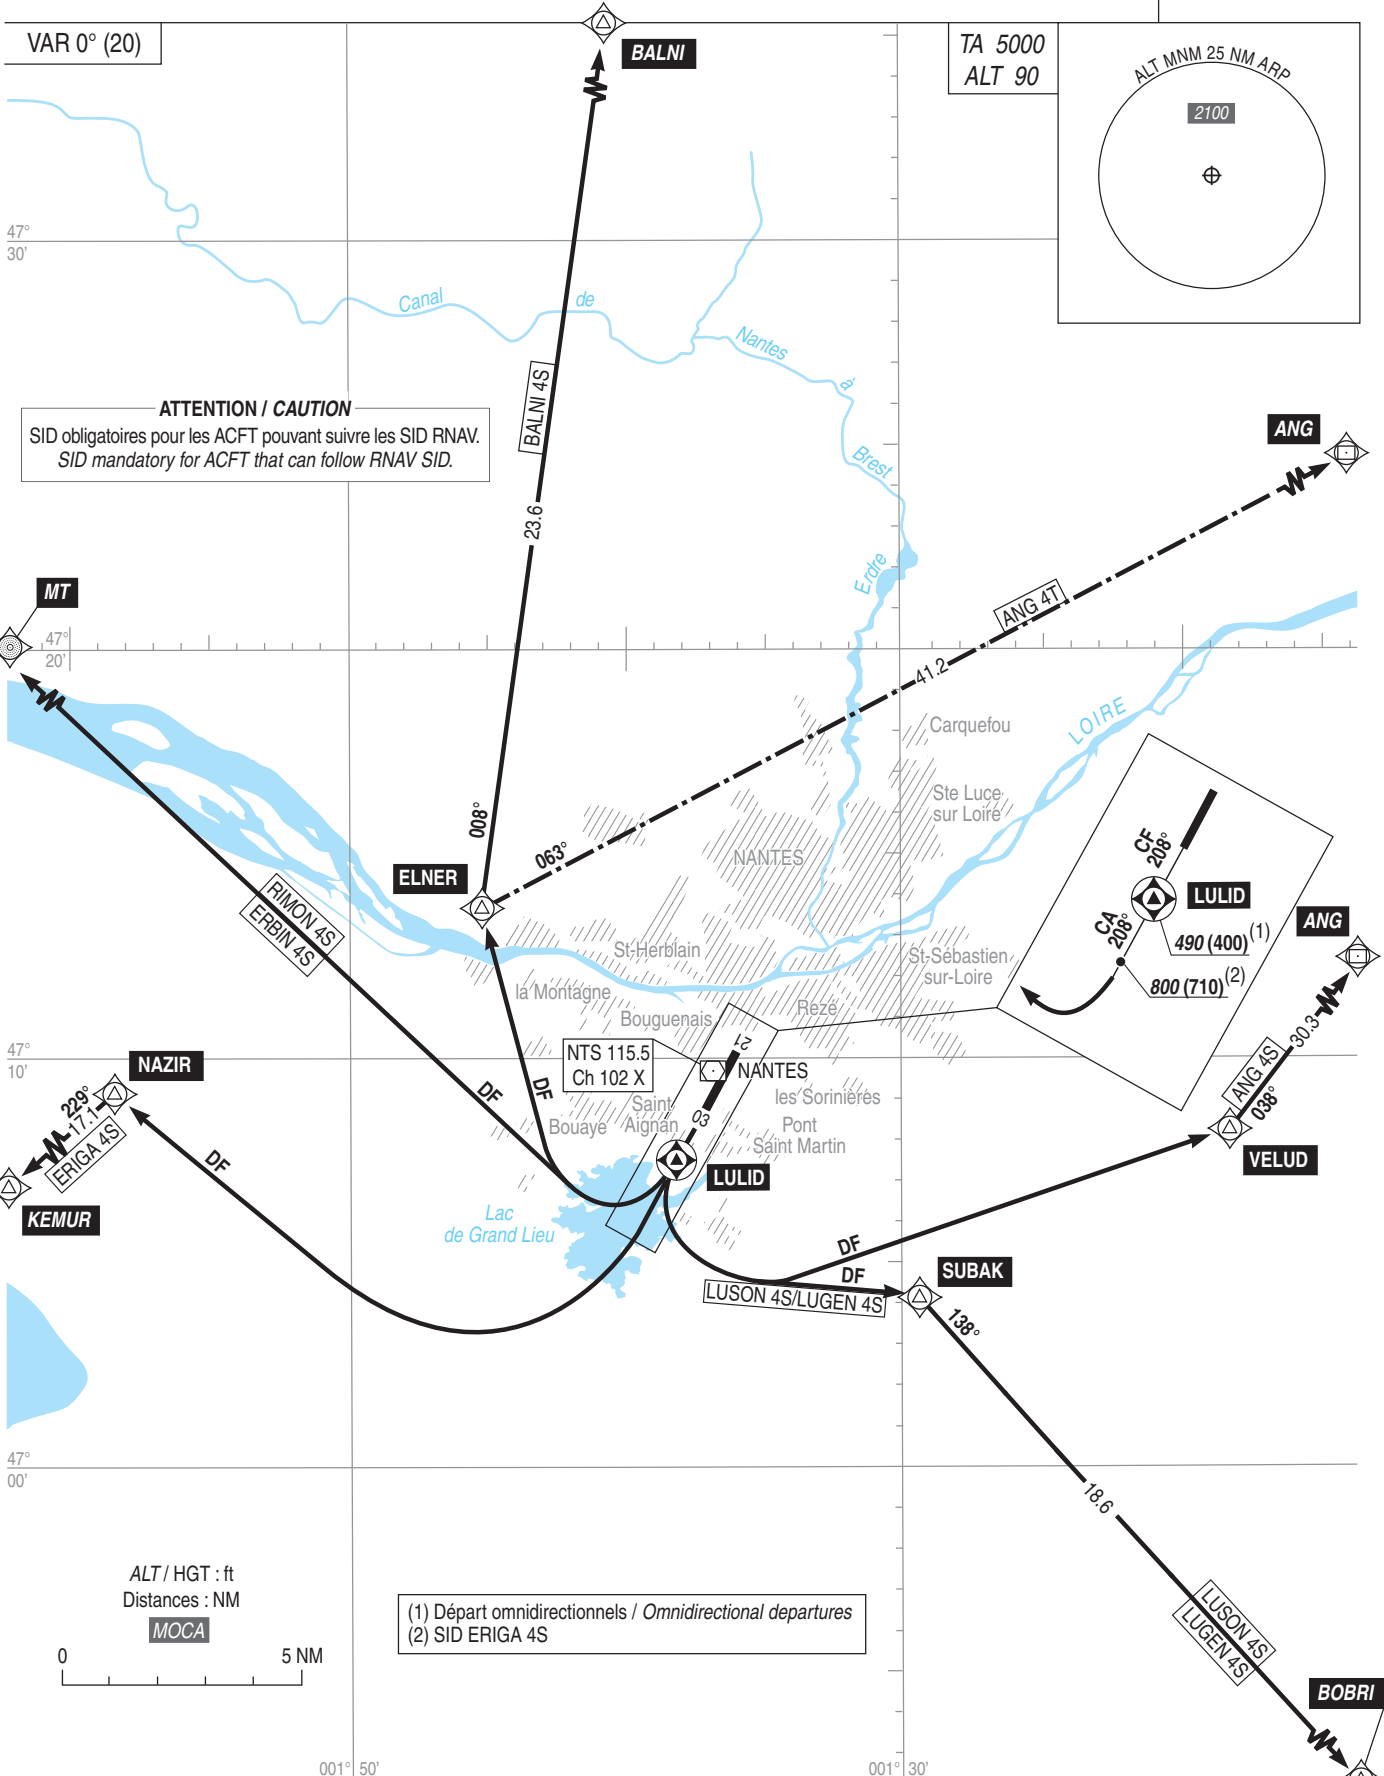 VAR 0° (20)
BALNI
TA 5000
ALT 90
ALT MNM 25 NM ARP
2100
47°
30'
Canal
de
Nantes
à
Brest
BALNI 4S
ATTENTION / CAUTION
SID obligatoires pour les ACFT pouvant suivre les SID RNAV.
SID mandatory for ACFT that can follow RNAV SID.
ANG
23.6
Erdre
MT
ANG 4T
47°
20'
41.2
LOIRE
Carquefou
Ste Luce
sur Loire
008°
063°
NANTES
ELNER
CF
208°
LULID
CA
208°
490 (400)(1)
800 (710)(2)
ANG
RIMON 4S
ERBIN 4S
St-Herblain
St-Sébastien
sur-Loire
la Montagne
Bouguenais
Rezé
30.3
21
47°
10'
NAZIR
NTS 115.5
Ch 102 X
NANTES
ANG 4S
038°
DF
DF
les Sorinières
229°
17.1
ERIGA 4S
Saint
Aignan
03
Bouaye
Pont
Saint Martin
DF
LULID
VELUD
KEMUR
Lac
de Grand Lieu
DF
DF
SUBAK
LUSON 4S/LUGEN 4S
138°
47°
00'
18.6
ALT / HGT : ft
Distances : NM
MOCA
0
5 NM
(1) Départ omnidirectionnels / Omnidirectional departures
(2) SID ERIGA 4S
LUSON 4S
LUGEN 4S
BOBRI
001° 50'
001° 30'